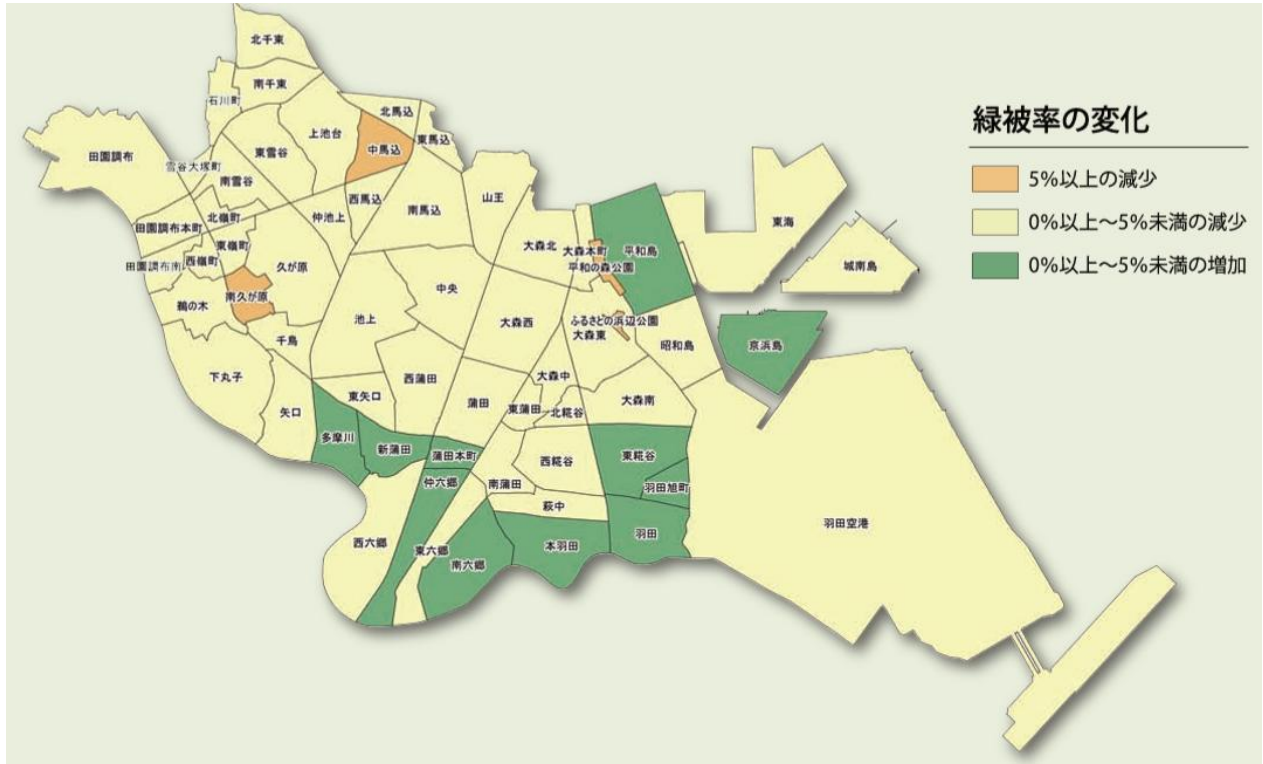 緑被率の変化
5%以上の減少
0%以上～5%未満の減少
0%以上～5%未満の増加
北千束
南千束
石川町
北馬込
上池台
東馬込
中馬込
田園調布
東雪谷
雪谷大塚町
南雪谷
西馬込
山王
南馬込
仲池上
北嶺町
田園調布本町
東嶺町
大森北
大森本町
平和島
東海
西嶺町
田園調布南
久が原
平和の森公園
城南島
中央
南久が原
鵜の木
池上
大森西
ふるさとの浜辺公園
大森東
千鳥
昭和島
京浜島
下丸子
西蒲田
大森中
東矢口
蒲田
東蒲田
北糀谷
大森南
矢口
多摩川
新蒲田
蒲田本町
西糀谷
東糀谷
仲六郷
南蒲田
羽田旭町
萩中
羽田空港
西六郷
東六郷
本羽田
羽田
南六郷